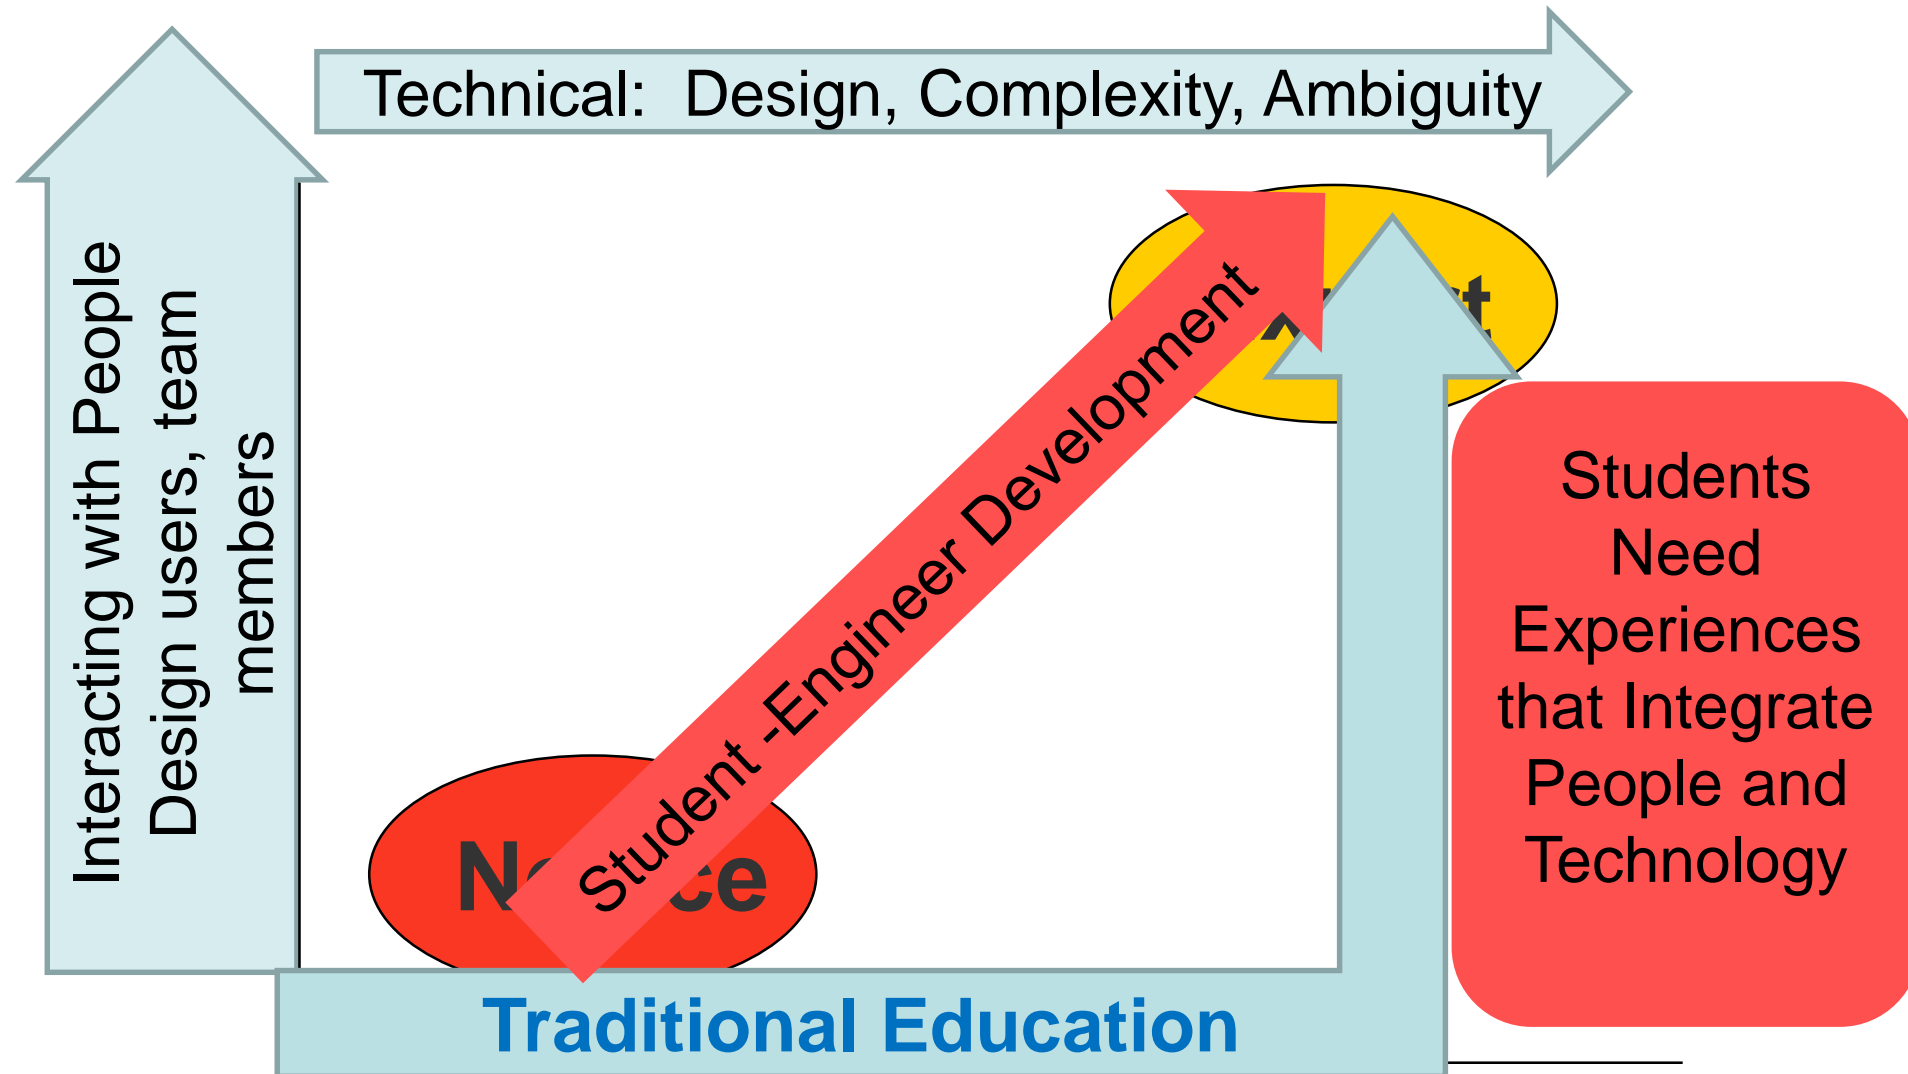 Technical:  Design, Complexity, Ambiguity
Interacting with People
Design users, team
members
Student -Engineer Development
Students
Need
Experiences
that Integrate
People and
Technology
Traditional Education